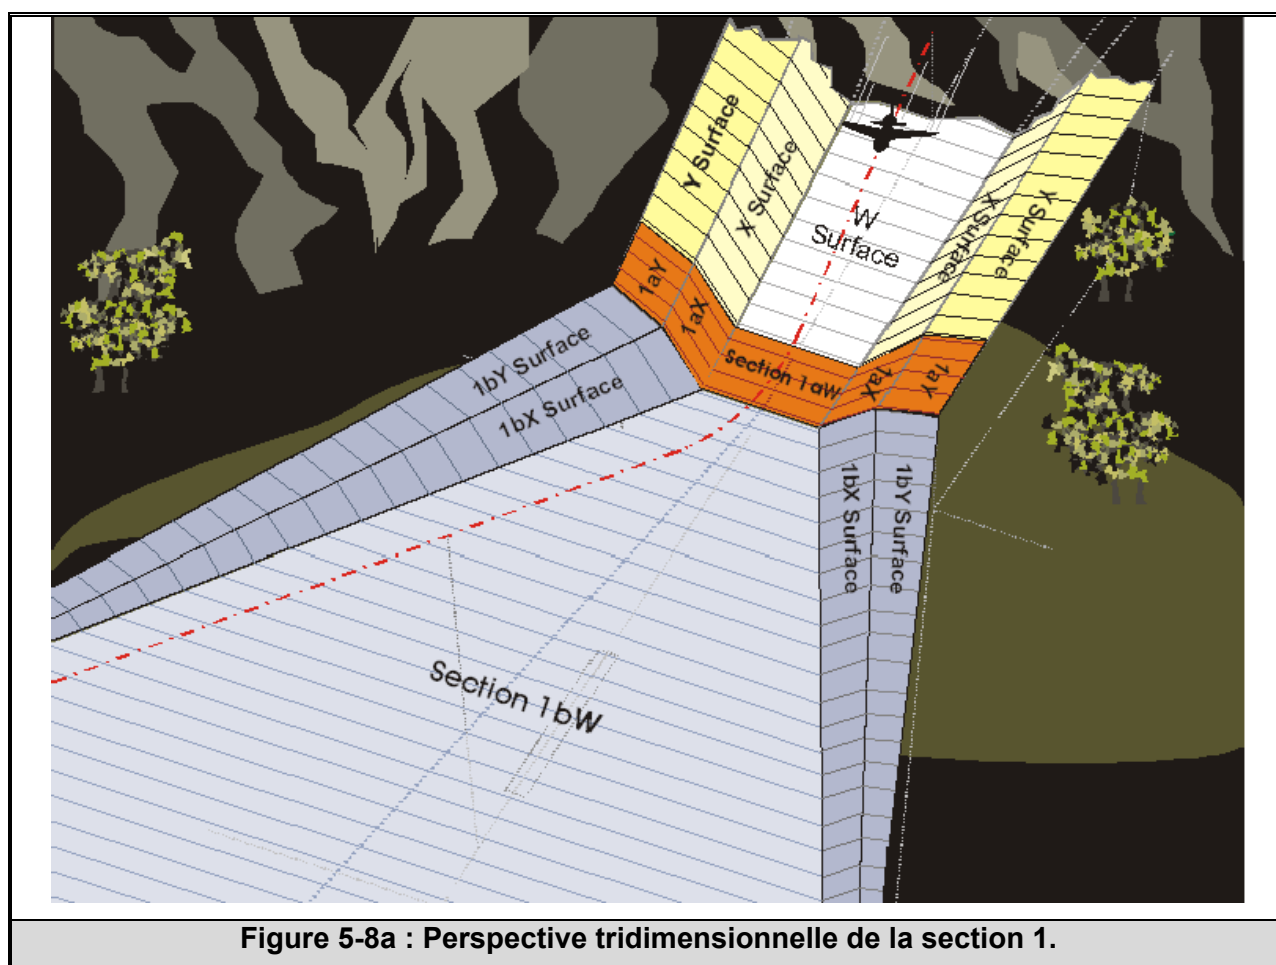 Y Surface
X Surface
W
Surface
X Surface
Y Surface
1aY
1aX
Section 1aW
1aX
1aY
1bY Surface
1bX Surface
1bX Surface
1bY Surface
Section 1bW
Figure 5-8a : Perspective tridimensionnelle de la section 1.